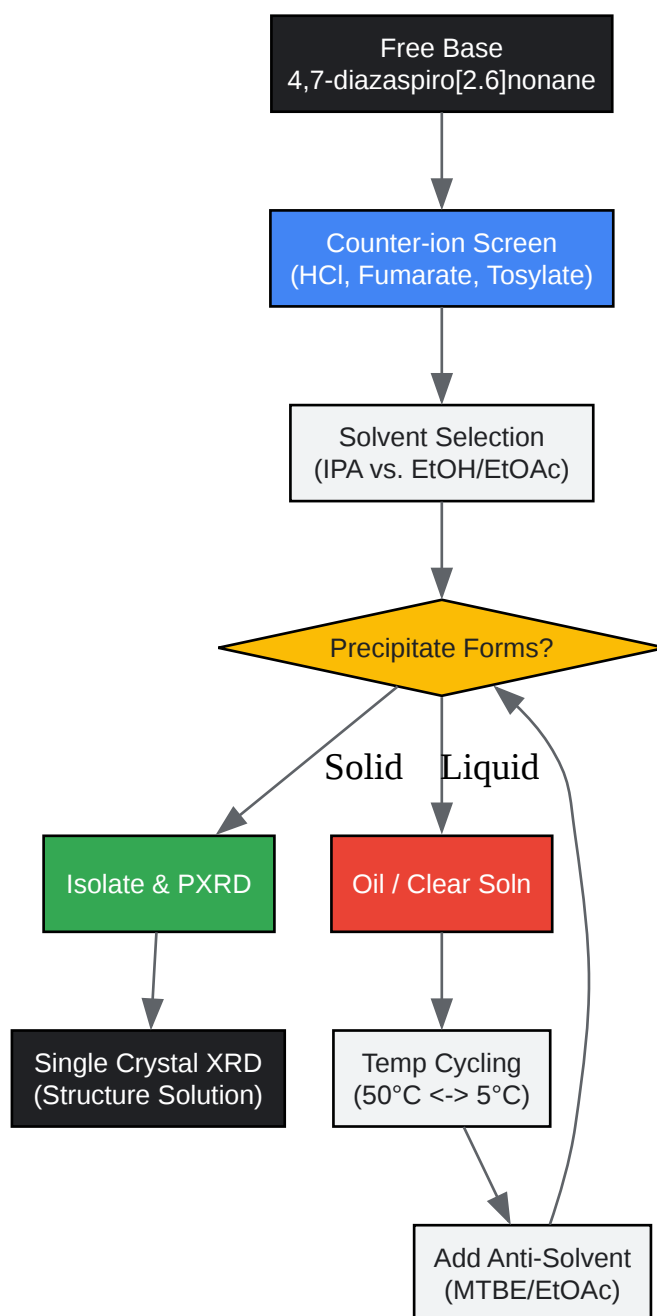 Free Base
4,7-diazaspiro[2.6]nonane
Counter-ion Screen
(HCl, Fumarate, Tosylate)
Solvent Selection
(IPA vs. EtOH/EtOAc)
Precipitate Forms?
Solid
Liquid
Isolate & PXRD
Oil / Clear Soln
Single Crystal XRD
(Structure Solution)
Temp Cycling
(50°C <-> 5°C)
Add Anti-Solvent
(MTBE/EtOAc)